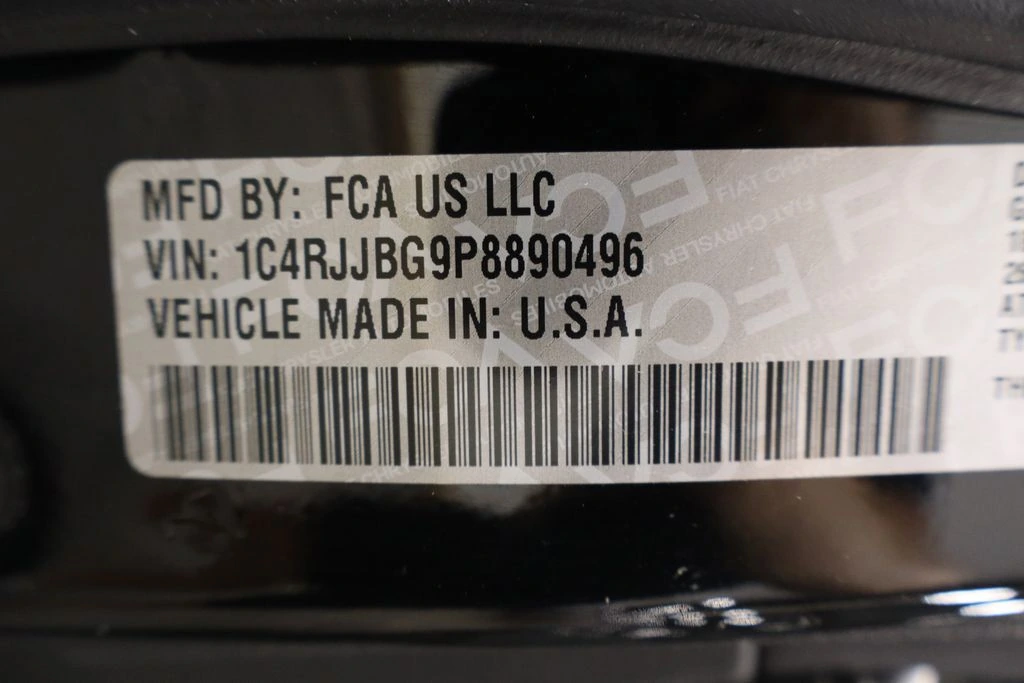 MFD BY: FCA US LLC
VIN: 1C4RJJBG9P8890496
VEHICLE MADE IN: U.S.A.